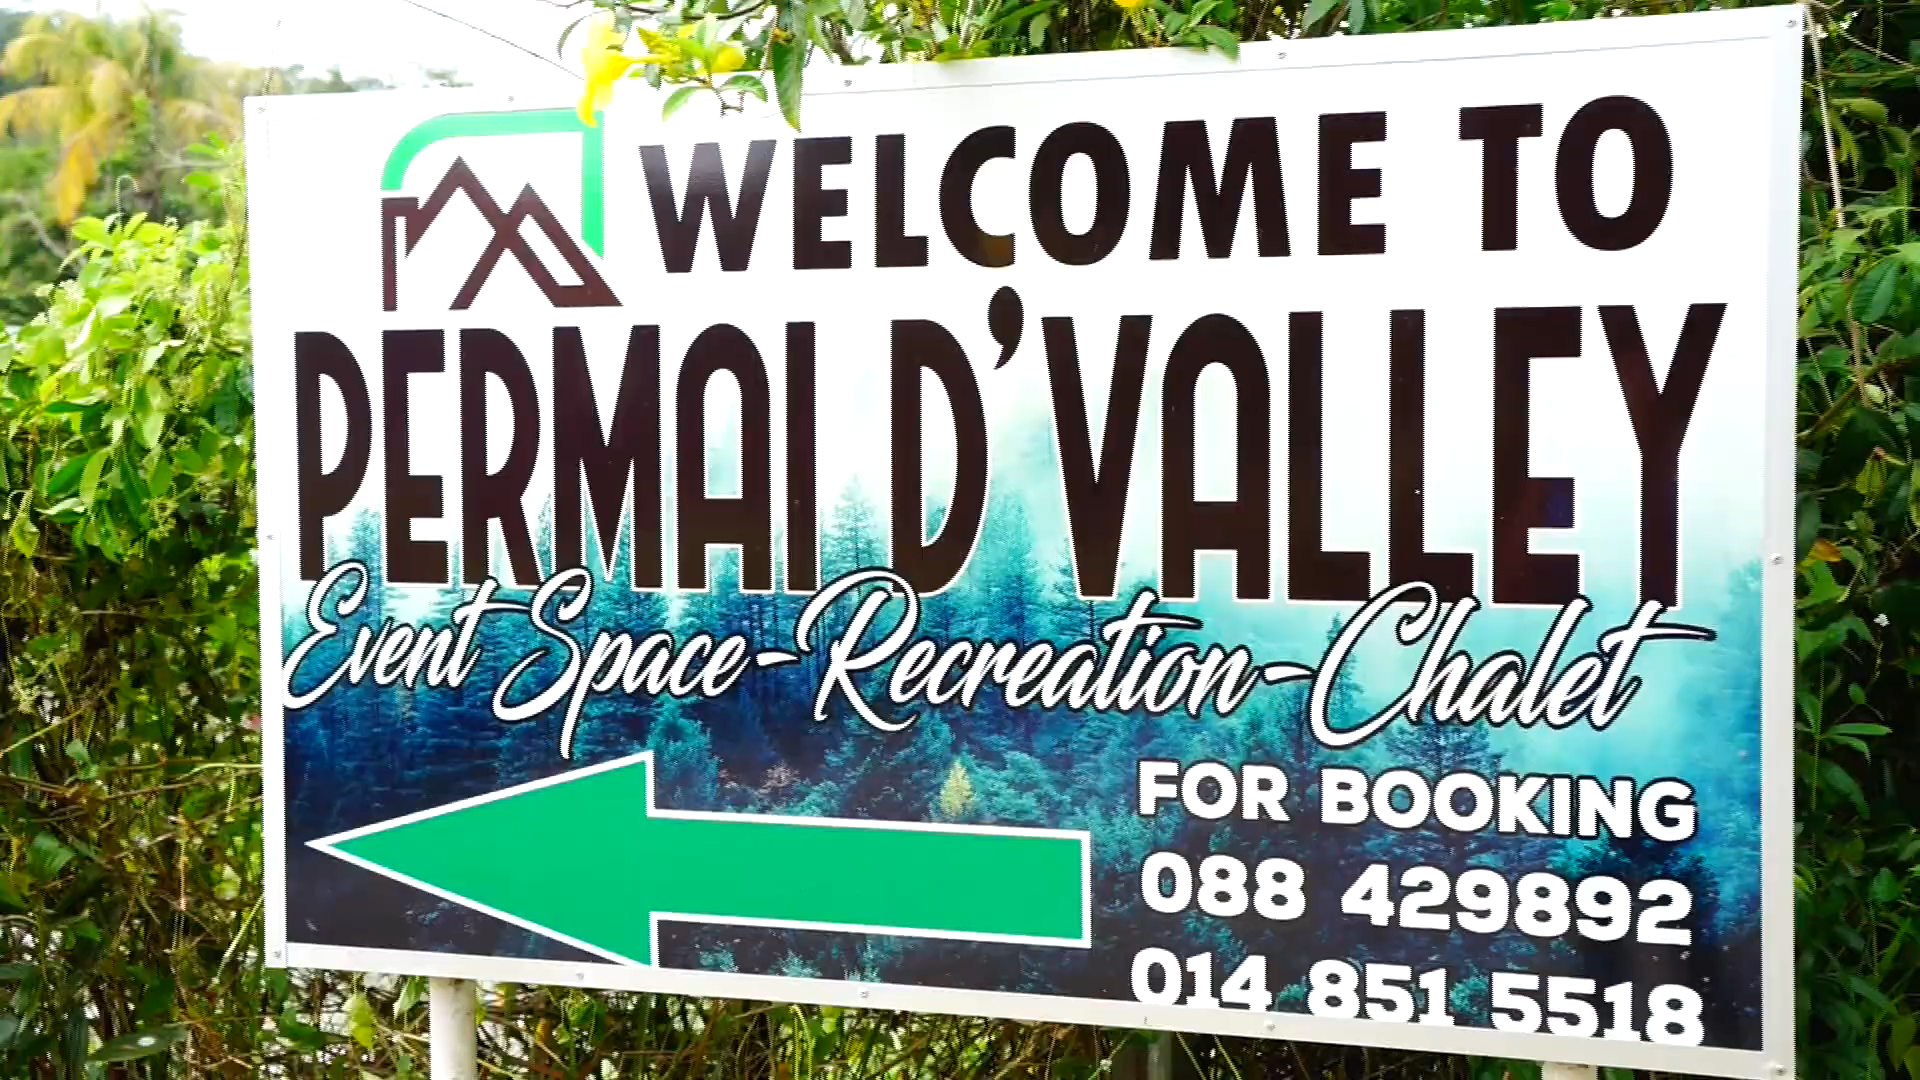 WELCOME TO
PERMAI D'VALLEY
Event Space-Recreation-Chalet
FOR BOOKING
088 429892
014 851 5518